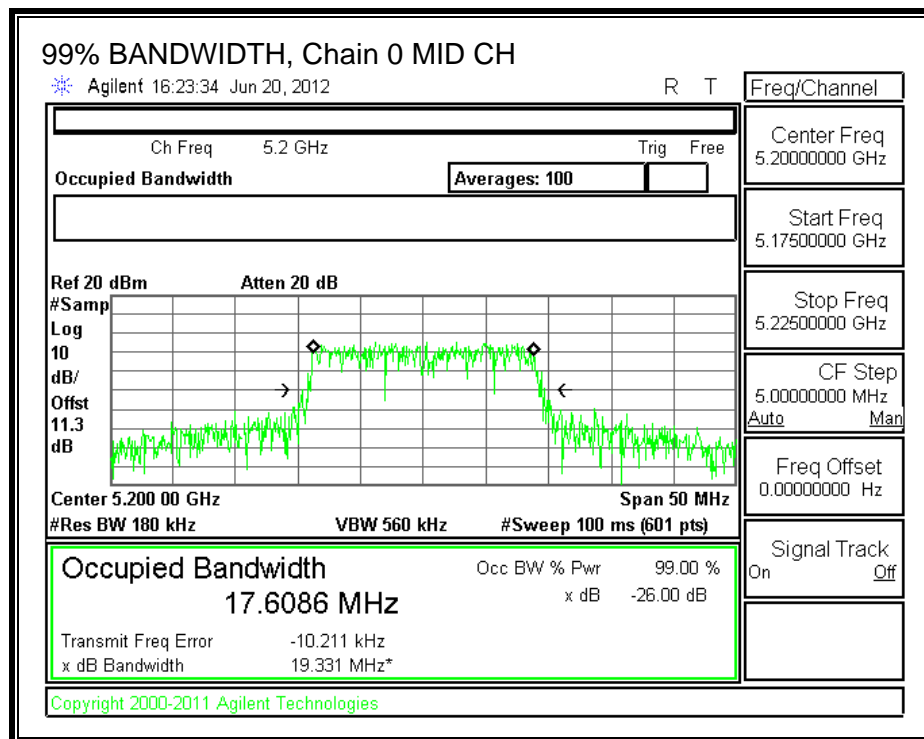 99% BANDWIDTH, Chain 0 MID CH
Agilent 16:23:34 Jun 20, 2012 R T
Freq/Channel
Ch Freq 5.2 GHz Trig Free
Occupied Bandwidth Averages: 100
Center Freq
5.20000000 GHz
Start Freq
5.17500000 GHz
Stop Freq
5.22500000 GHz
CF Step
5.00000000 MHz
Auto Man
Freq Offset
0.00000000 Hz
Signal Track
On Off
Ref 20 dBm Atten 20 dB
#Samp
Log
10
dB/
Offst
11.3
dB
Center 5.200 00 GHz Span 50 MHz
#Res BW 180 kHz VBW 560 kHz #Sweep 100 ms (601 pts)
Occupied Bandwidth Occ BW % Pwr 99.00 %
17.6086 MHz x dB -26.00 dB
Transmit Freq Error -10.211 kHz
x dB Bandwidth 19.331 MHz*
Copyright 2000-2011 Agilent Technologies